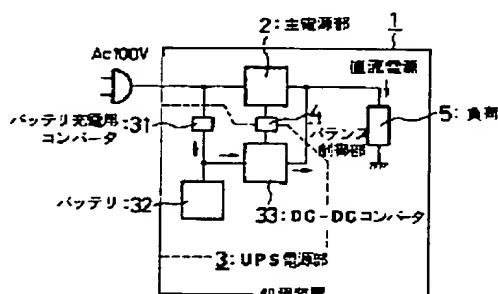 2:主電源部
1
Ac100V
直流電源
バッテリ充電用:31
コンバータ
4
バランス
制御部
5:負荷
バッテリ:32
33:DC-DCコンバータ
3:UPS電源部